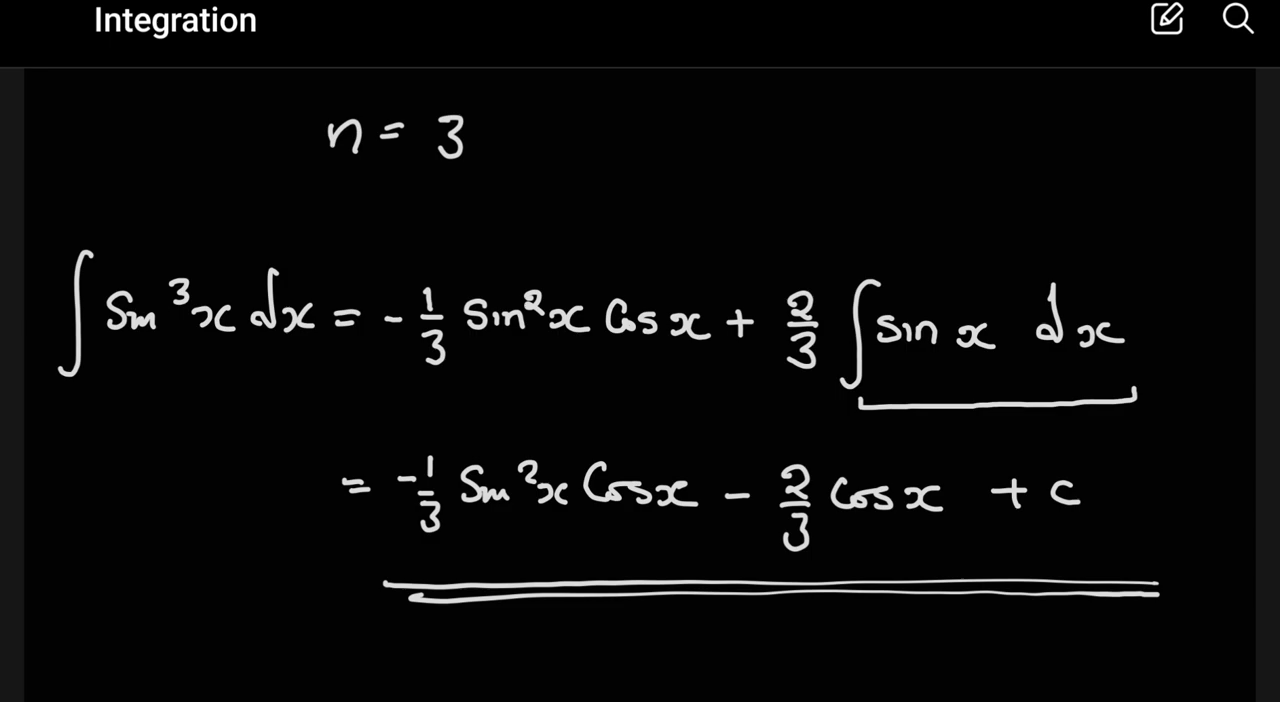 Integration
n = 3
∫ Sin³x dx = - 1/3 Sin²x Cos x + 2/3 ∫ sin x dx
= -1/3 Sin²x Cos x - 2/3 Cos x + c